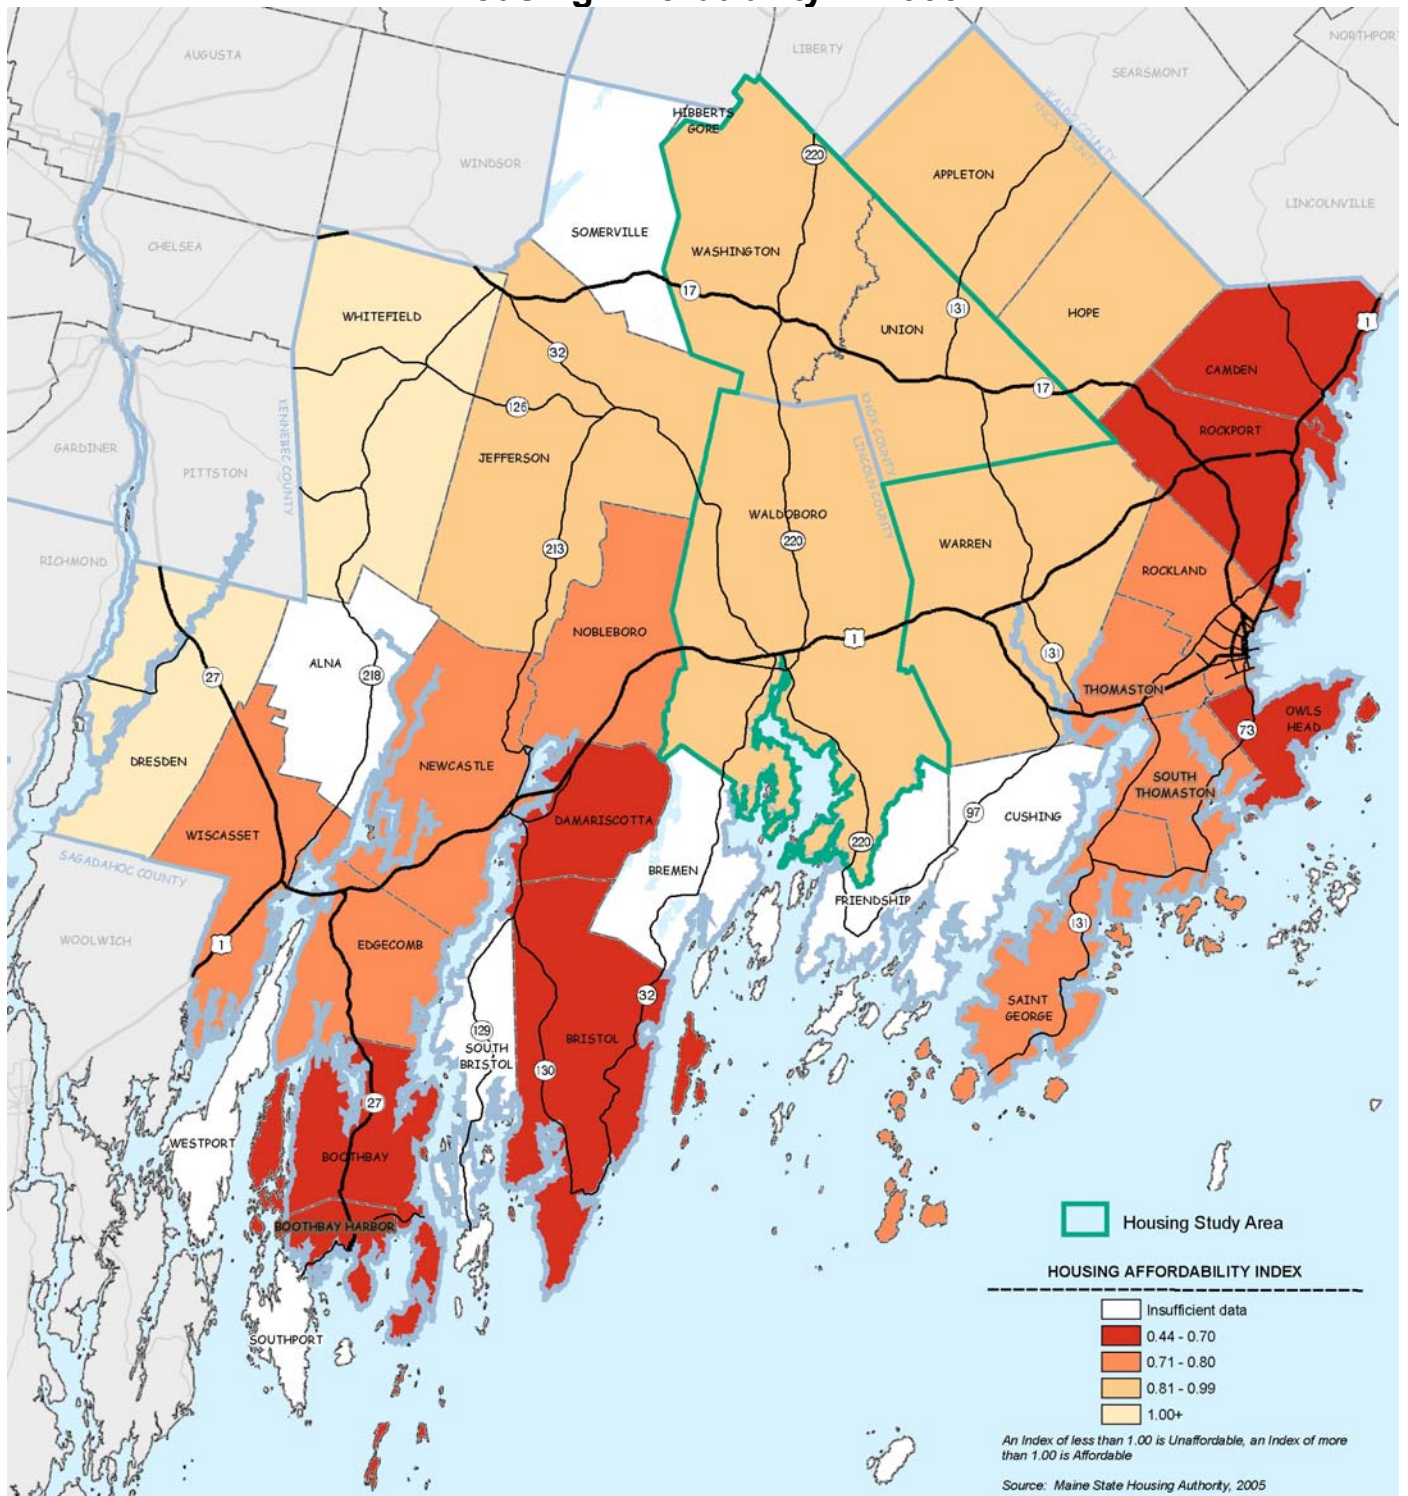 AUGUSTA
LIBERTY
NORTHPOR
SEARSMONT
HIBBERTS
GORE
WALDO COUNTY
KNOX COUNTY
WINDSOR
220
APPLETON
LINCOLNVILLE
SOMERVILLE
CHELSEA
WASHINGTON
17
131
WHITEFIELD
HOPE
1
UNION
32
CAMDEN
17
126
KENNEBEC COUNTY
KNOX COUNTY
LINCOLN COUNTY
ROCKPORT
GARDINER
JEFFERSON
PITTSTON
WALDOBORO
220
WARREN
213
RICHMOND
ROCKLAND
NOBLEBORO
1
131
ALNA
218
27
THOMASTON
OWLS
HEAD
73
DRESDEN
NEWCASTLE
SOUTH
THOMASTON
WISCASSET
DAMARISCOTTA
97
CUSHING
220
SAGADAHOC COUNTY
BREMEN
FRIENDSHIP
131
WOOLWICH
1
EDGECOMB
32
SAINT
GEORGE
129
SOUTH
BRISTOL
BRISTOL
130
27
WESTPORT
BOOTHBAY
BOOTHBAY HARBOR
SOUTHPORT
Housing Study Area
HOUSING AFFORDABILITY INDEX
Insufficient data
0.44 - 0.70
0.71 - 0.80
0.81 - 0.99
1.00+
An Index of less than 1.00 is Unaffordable, an Index of more
than 1.00 is Affordable
Source: Maine State Housing Authority, 2005